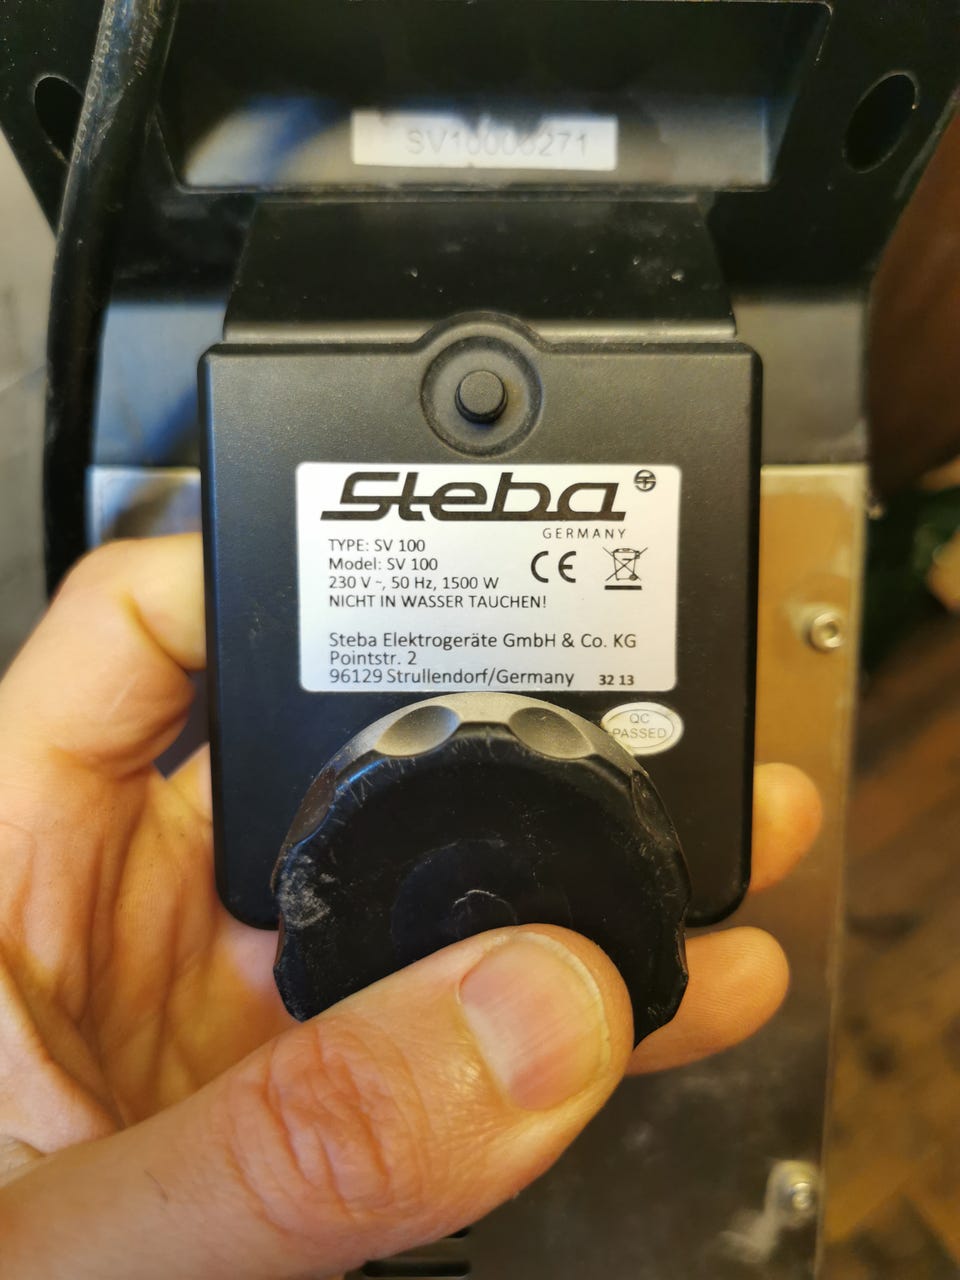 SV10000271
Steba
GERMANY
TYPE: SV 100
Model: SV 100
230 V ~, 50 Hz, 1500 W
NICHT IN WASSER TAUCHEN!
CE
Steba Elektrogeräte GmbH & Co. KG
Pointstr. 2
96129 Strullendorf/Germany 32 13
QC
PASSED